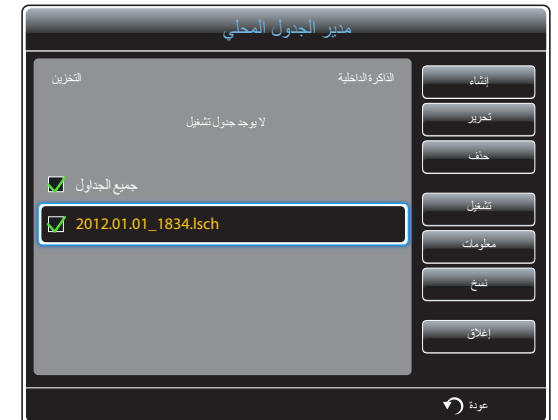 مدير الجدول المحلي
الذاكرة الداخلية التخزين
لا يوجد جدول تشغيل
جميع الجداول
2012.01.01_1834.lsch
إنشاء
تحرير
حذف
تشغيل
معلومات
نسخ
إغلاق
عودة